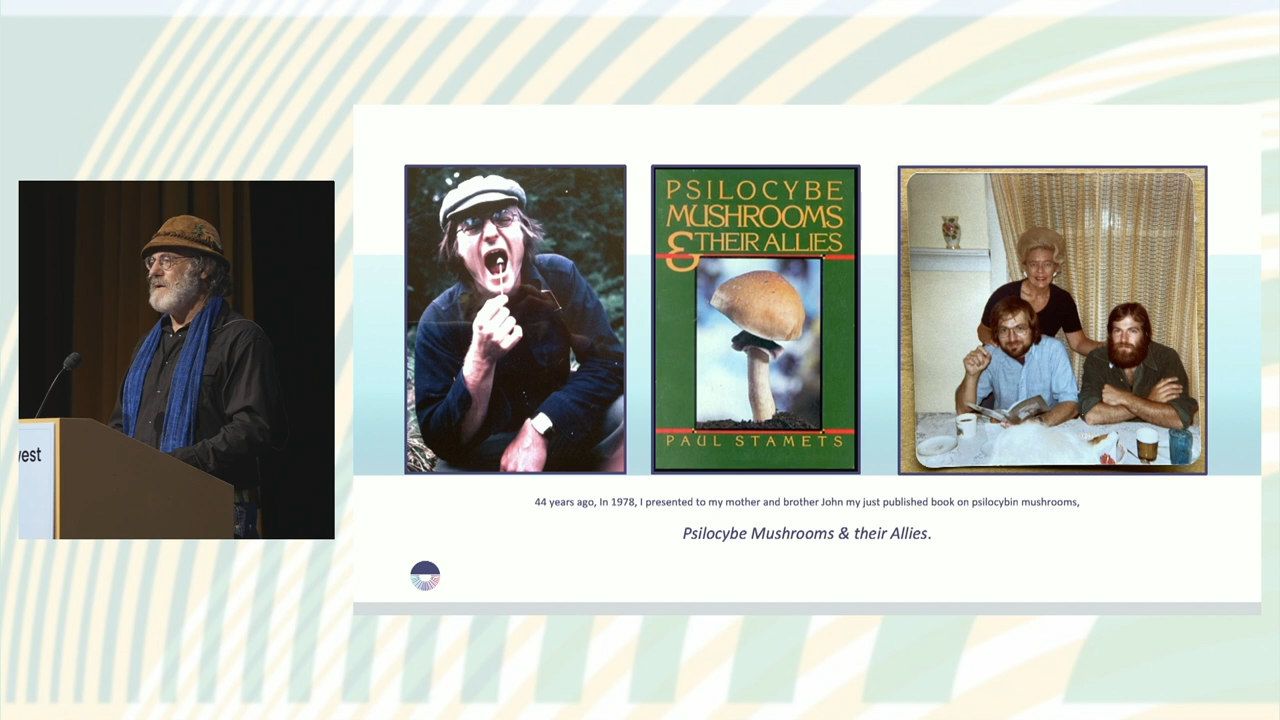 vest
PSILOCYBE
MUSHROOMS
& THEIR ALLIES
PAUL STAMETS
44 years ago, In 1978, I presented to my mother and brother John my just published book on psilocybin mushrooms,
Psilocybe Mushrooms & their Allies.